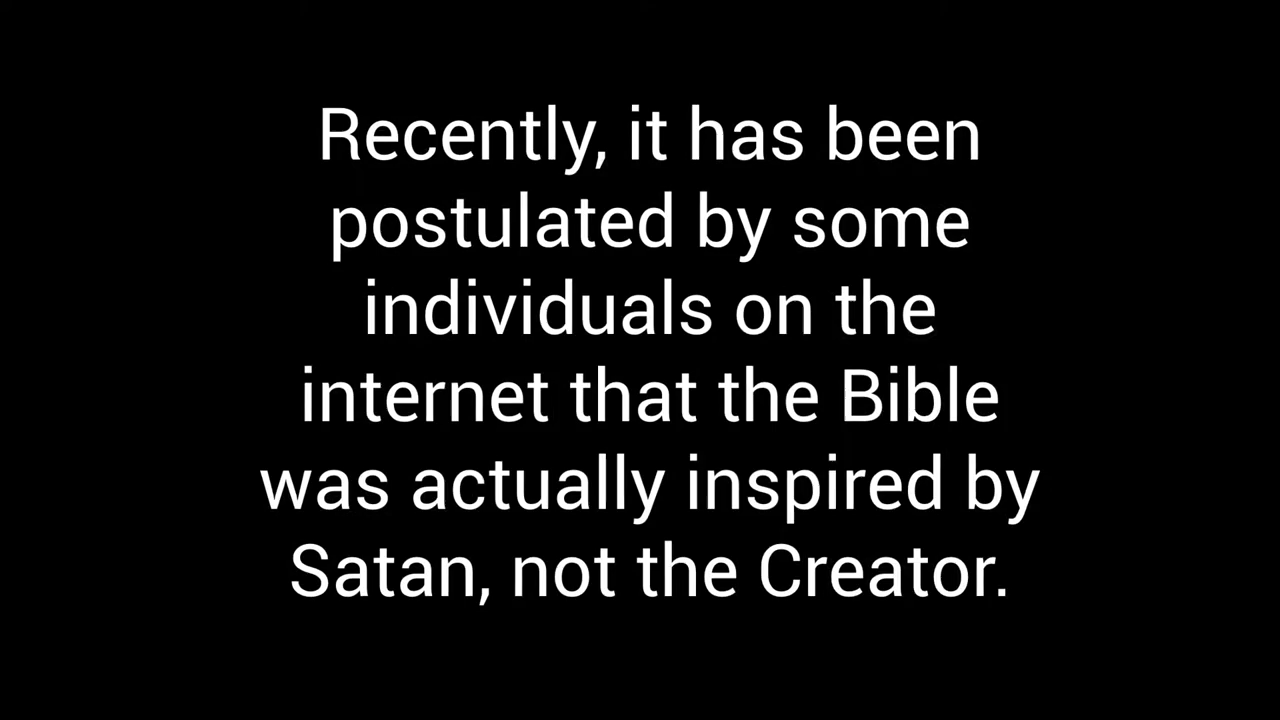 Recently, it has been
postulated by some
individuals on the
internet that the Bible
was actually inspired by
Satan, not the Creator.